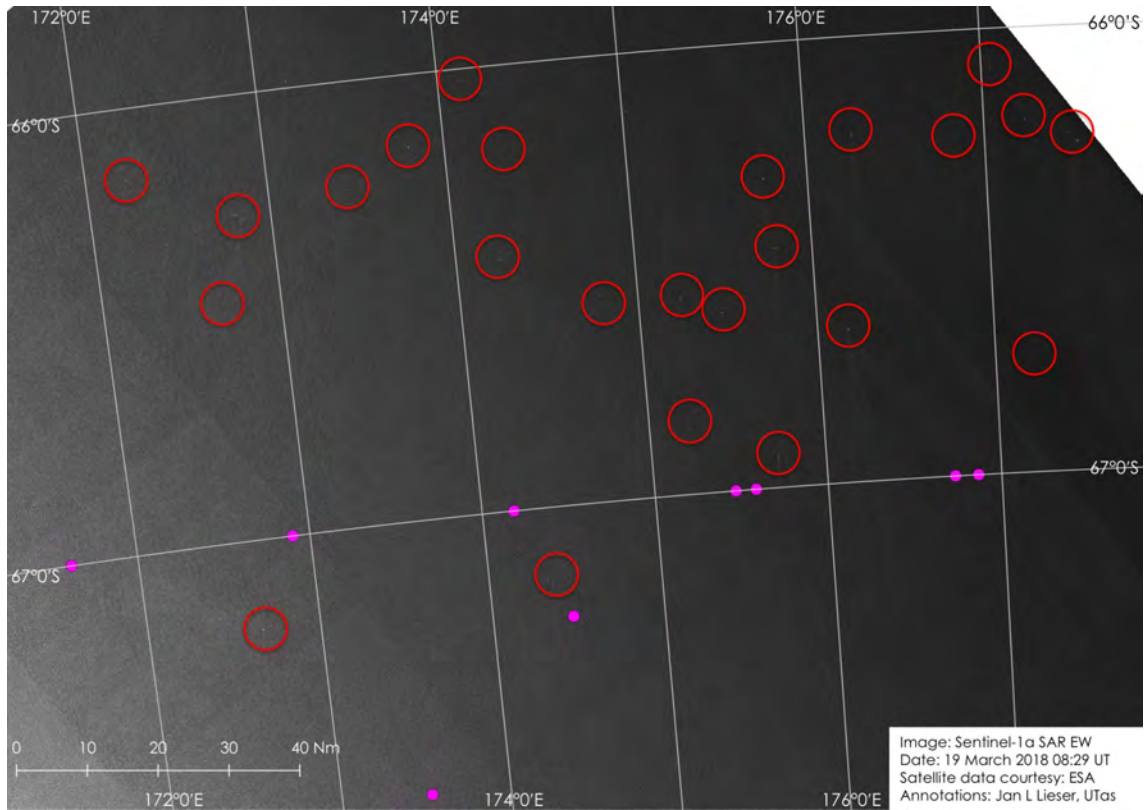 172°0'E 174°0'E 176°0'E
66°0'S
66°0'S
67°0'S
67°0'S
0 10 20 30 40 Nm
172°0'E 174°0'E 176°0'E
Image: Sentinel-1a SAR EW
Date: 19 March 2018 08:29 UT
Satellite data courtesy: ESA
Annotations: Jan L Lieser, UTas